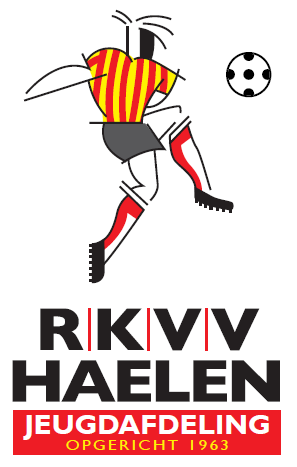 R|K|V|V
HAELEN
JEUGDAFDELING
OPGERICHT 1963